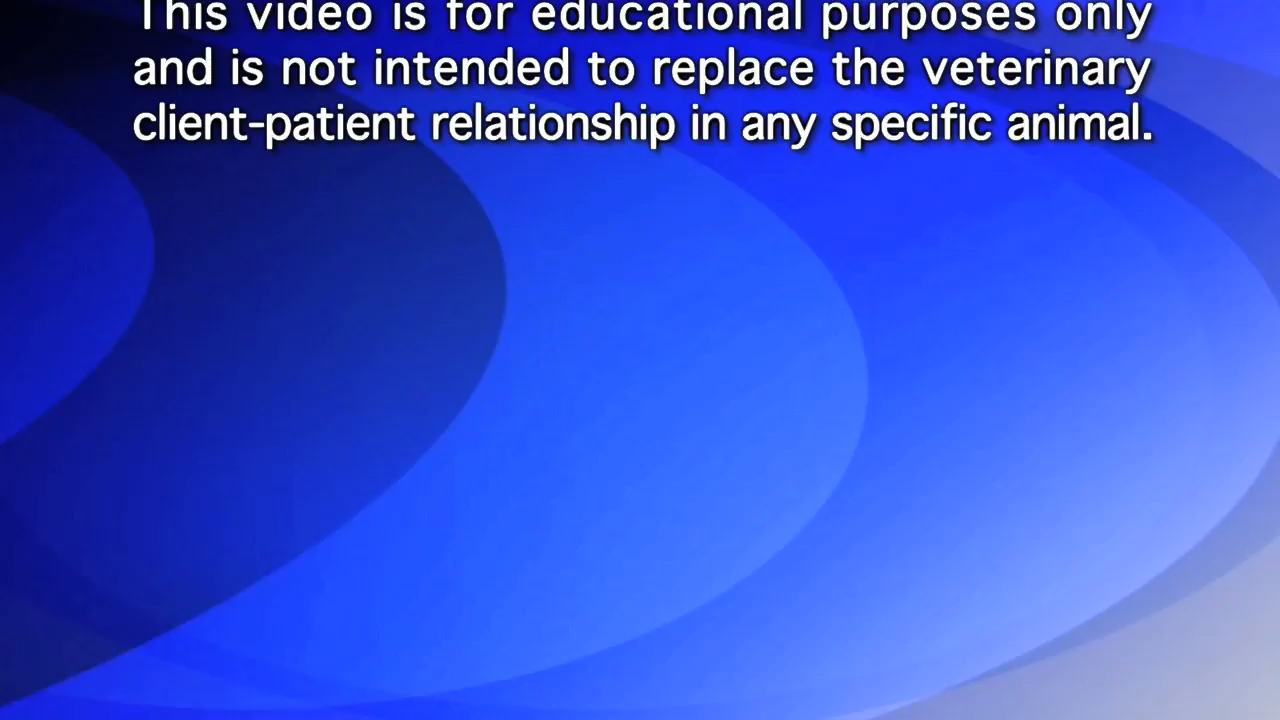 This video is for educational purposes only
and is not intended to replace the veterinary
client-patient relationship in any specific animal.